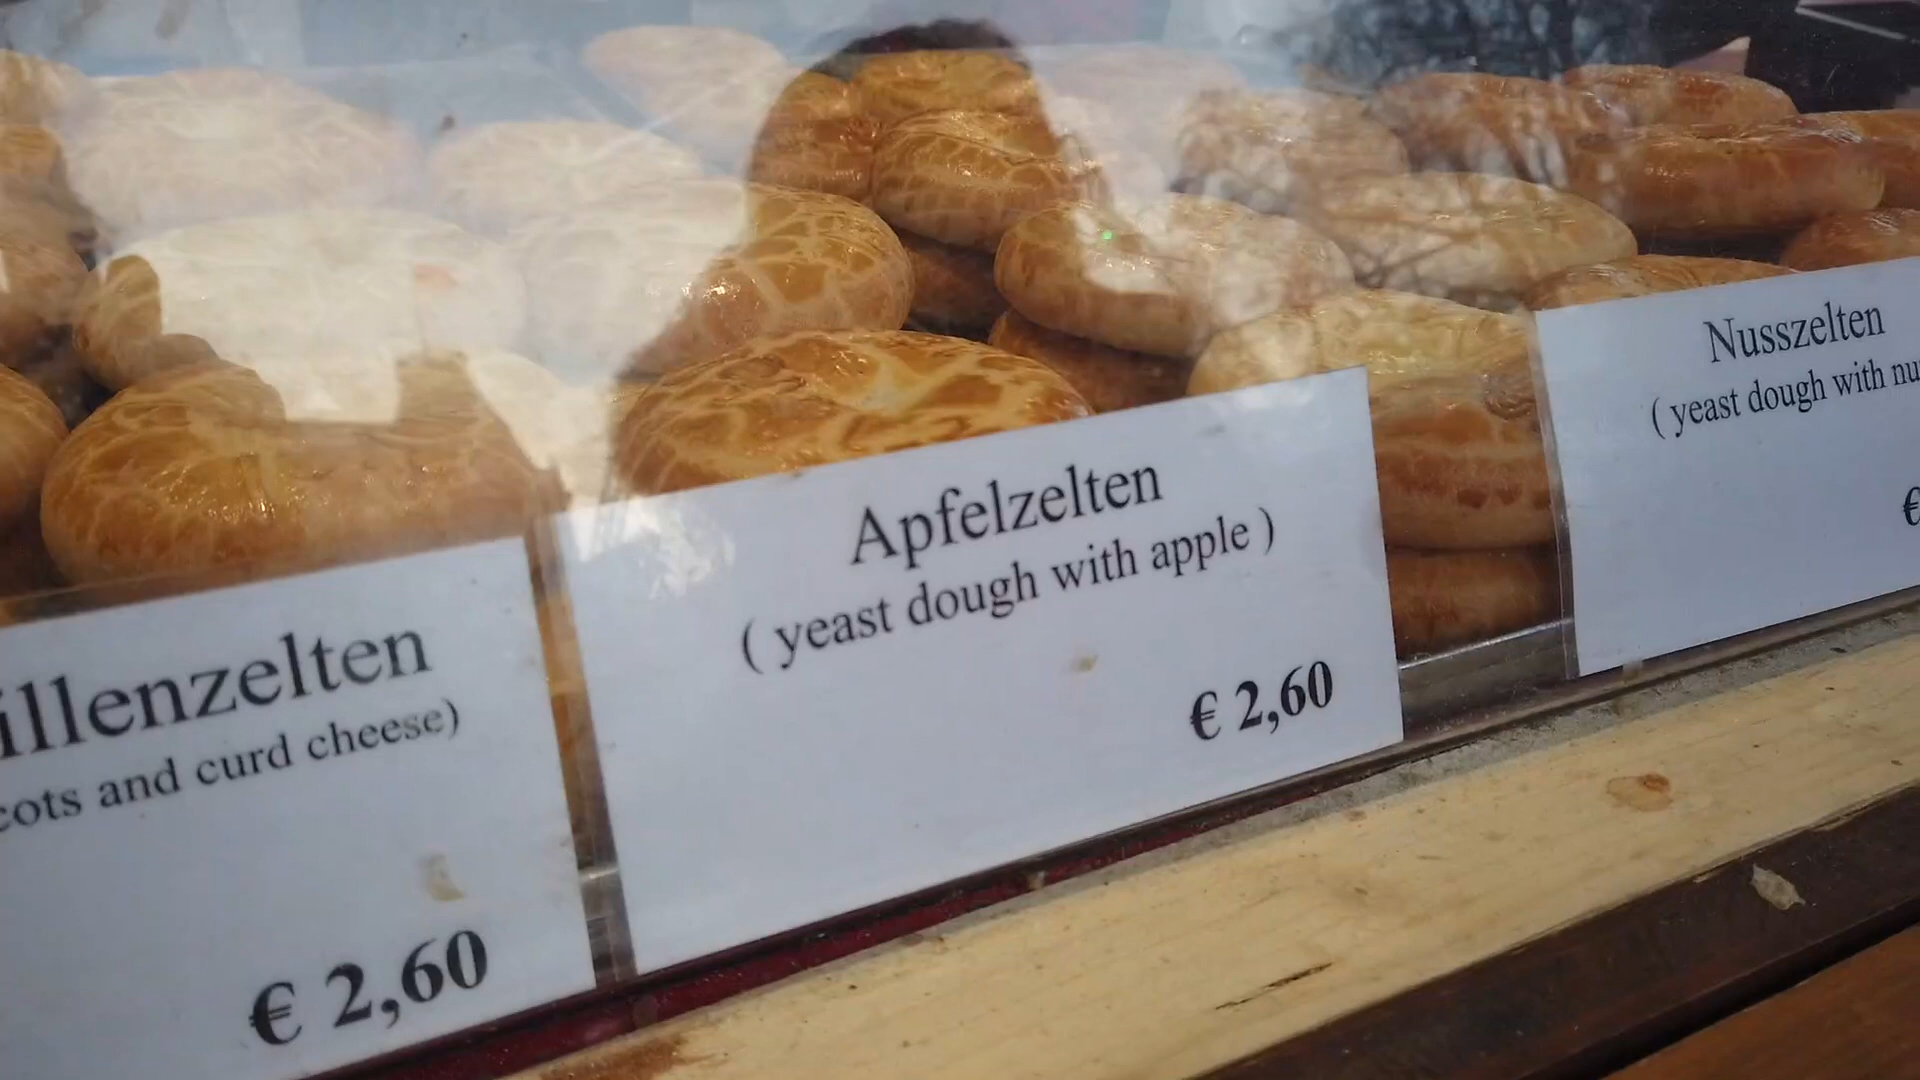 illenzelten
cots and curd cheese)
€ 2,60
Apfelzelten
( yeast dough with apple )
€ 2,60
Nusszelten
( yeast dough with nu
€